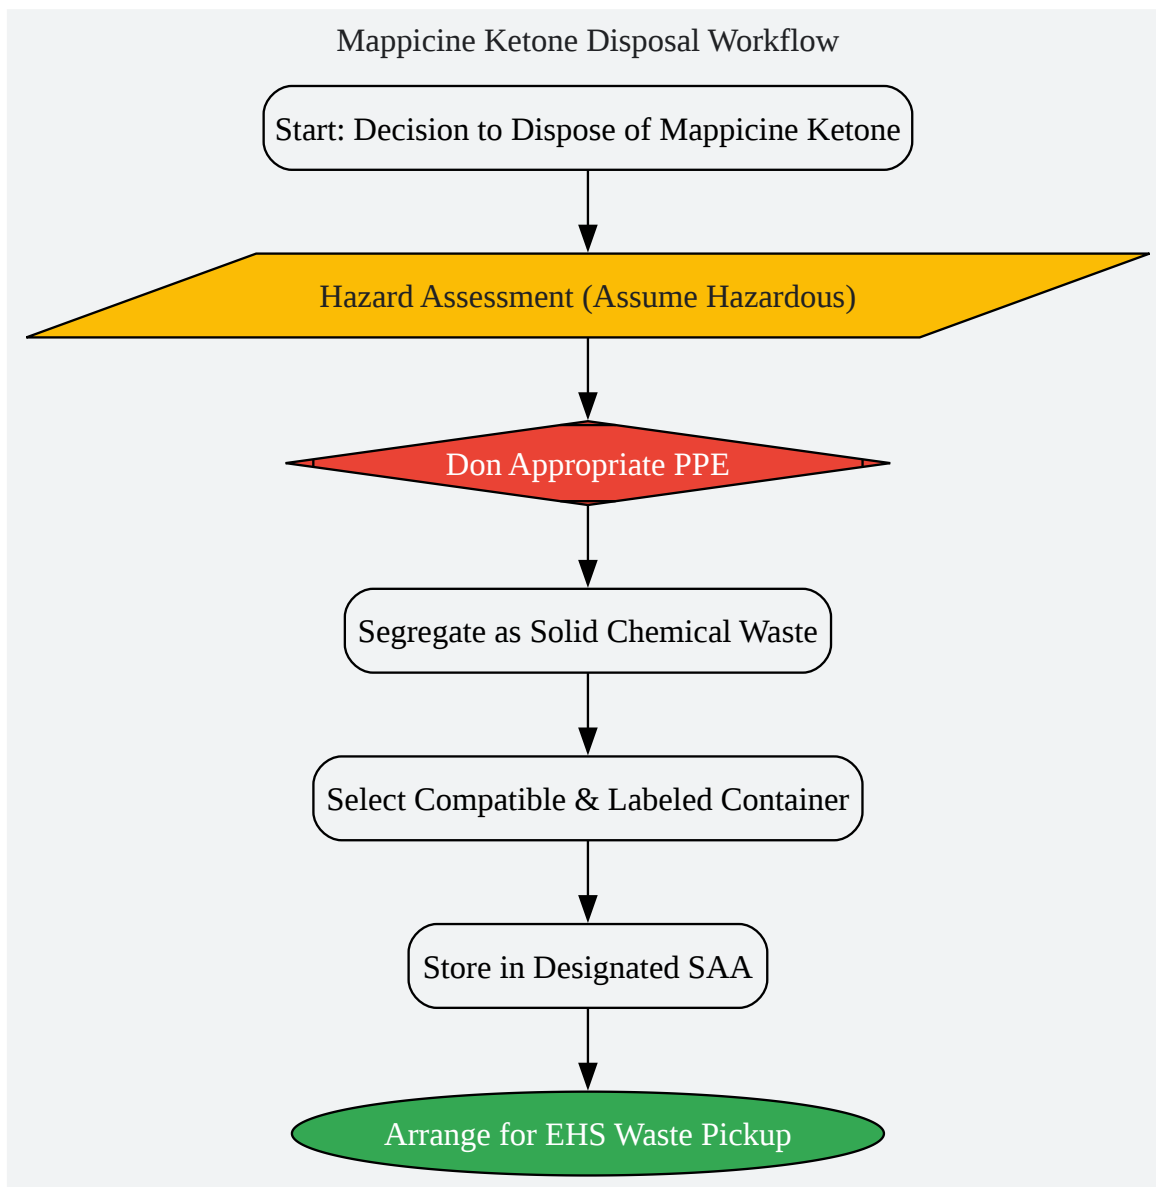 Mappicine Ketone Disposal Workflow
Start: Decision to Dispose of Mappicine Ketone
Hazard Assessment (Assume Hazardous)
Don Appropriate PPE
Segregate as Solid Chemical Waste
Select Compatible & Labeled Container
Store in Designated SAA
Arrange for EHS Waste Pickup